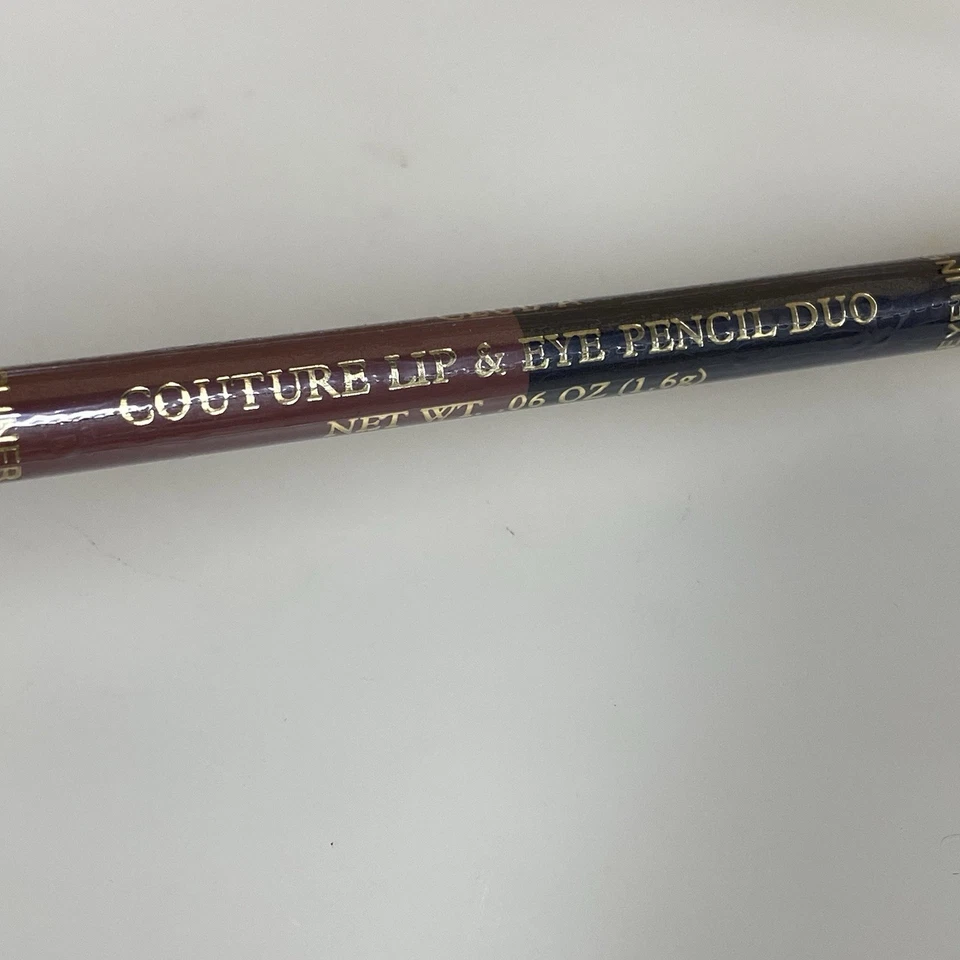 COUTURE LIP & EYE PENCIL DUO
NET WT. .06 OZ (1.6g)